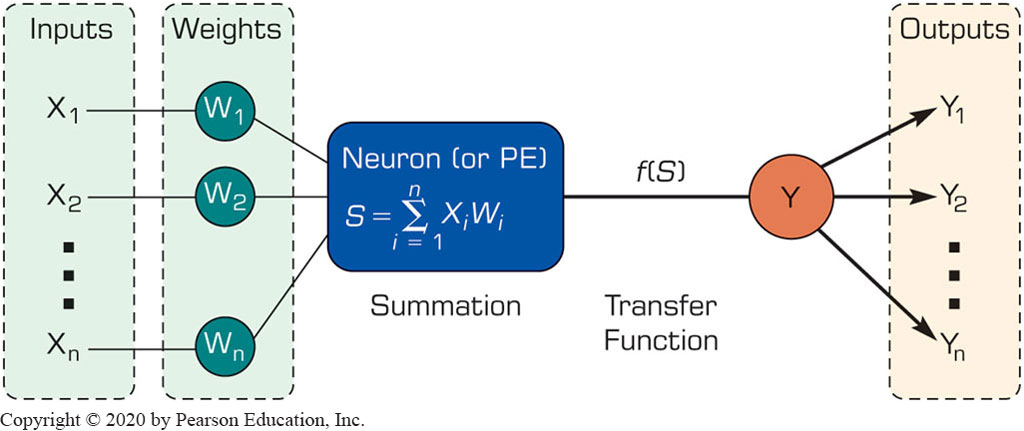 Inputs
Weights
Outputs
X1
W1
Y1
Neuron (or PE)
f(S)
X2
W2
S = n∑i = 1 XiWi
Y
Y2
Summation
Transfer
Function
Xn
Wn
Yn
Copyright © 2020 by Pearson Education, Inc.